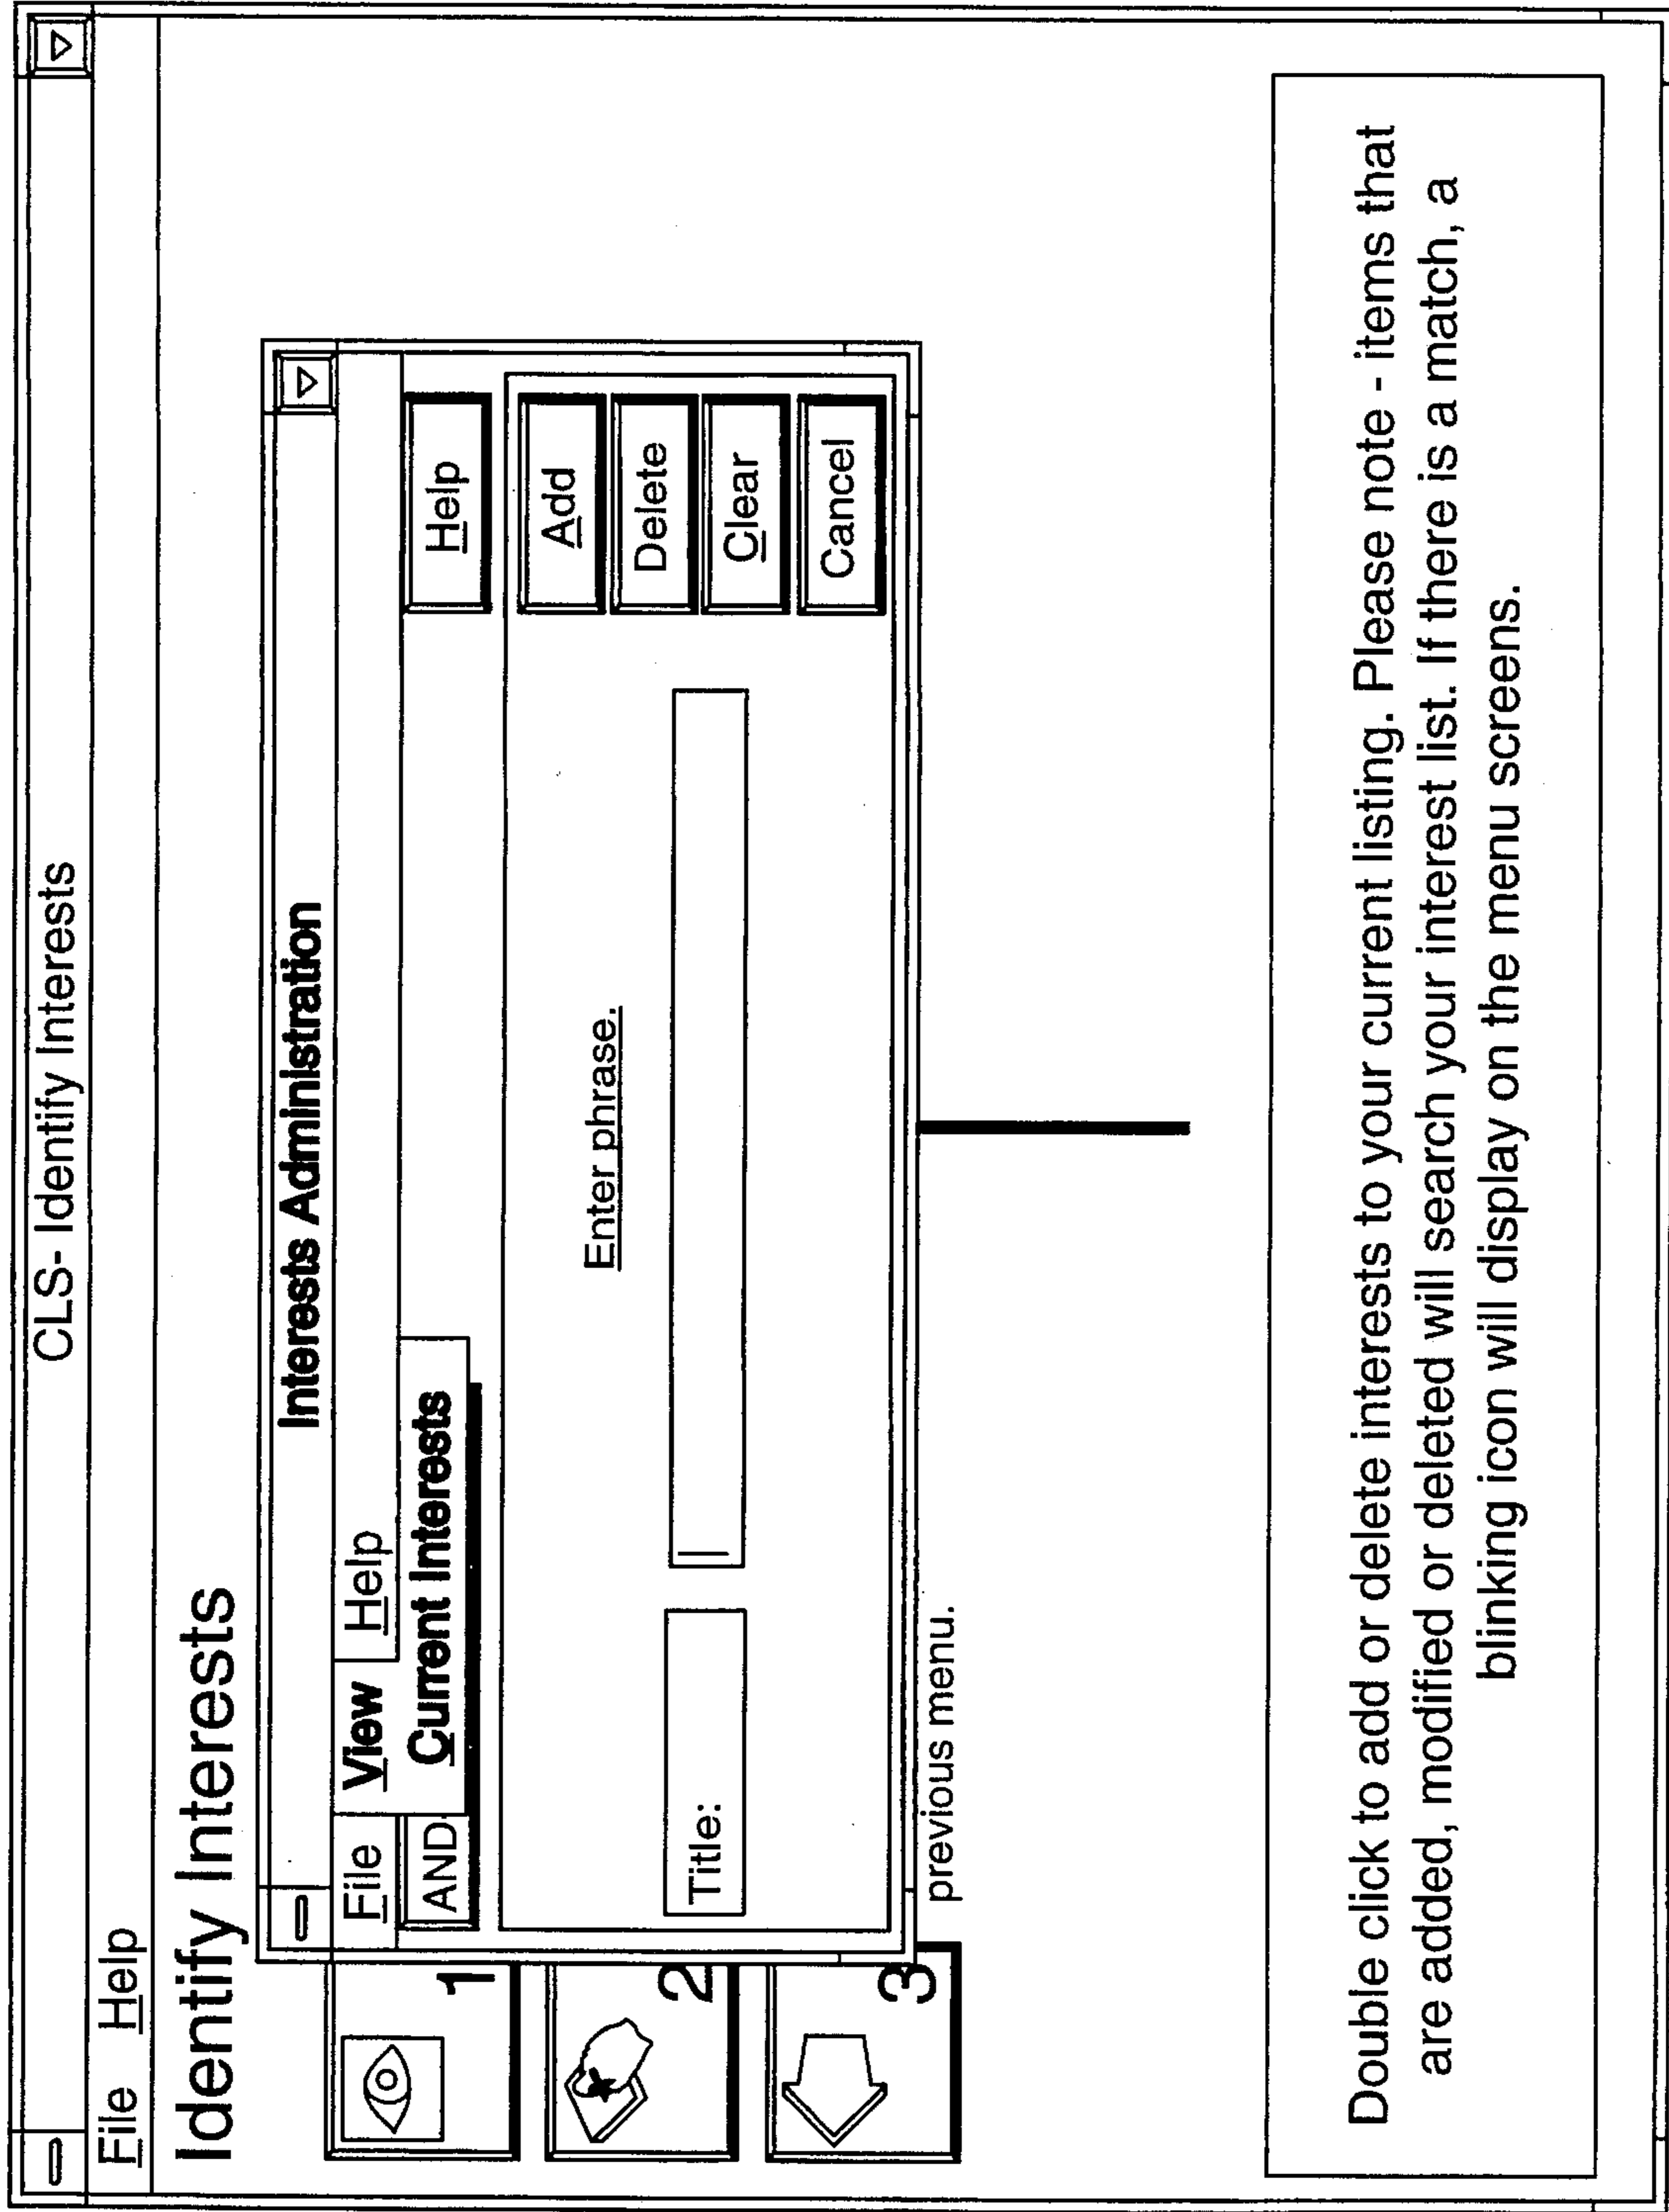 CLS- Identify Interests
File Help
Identify Interests
Interests Administration
File View Help
AND Current Interests
Help
Enter phrase.
Title:
Add
Delete
Clear
Cancel
1
2
3
previous menu.
Double click to add or delete interests to your current listing. Please note - items that
are added, modified or deleted will search your interest list. If there is a match, a
blinking icon will display on the menu screens.